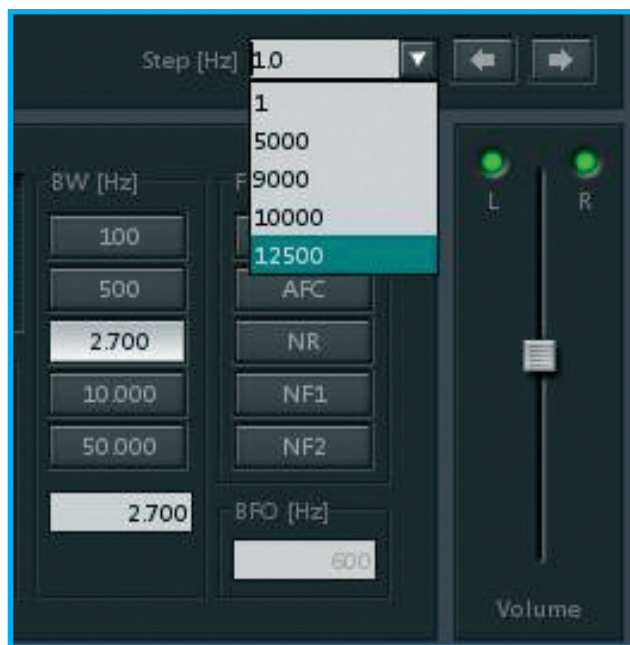 Step [Hz] 1.0
1
5000
9000
10000
12500
BW [Hz]
100
500
2.700
10.000
50.000
2.700
F
AFC
NR
NF1
NF2
BFO [Hz]
600
L
R
Volume